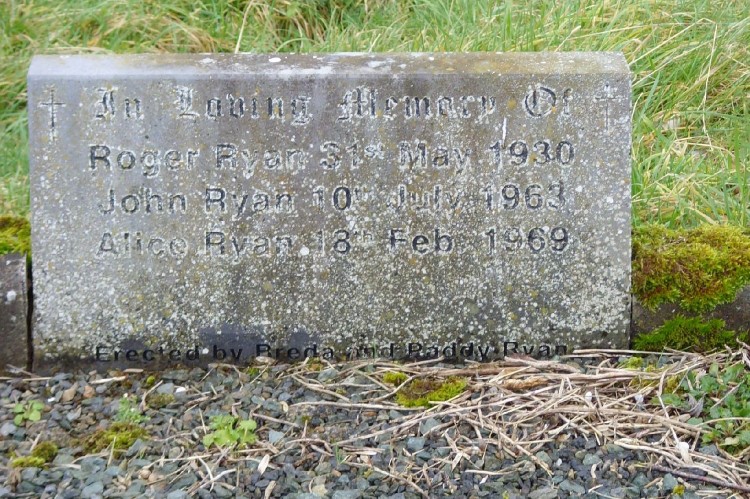 In Loving Memory Of
Roger Ryan 31st May 1930
John Ryan 10th July 1963
Alice Ryan 18th Feb 1969
Erected by Breda and Paddy Ryan